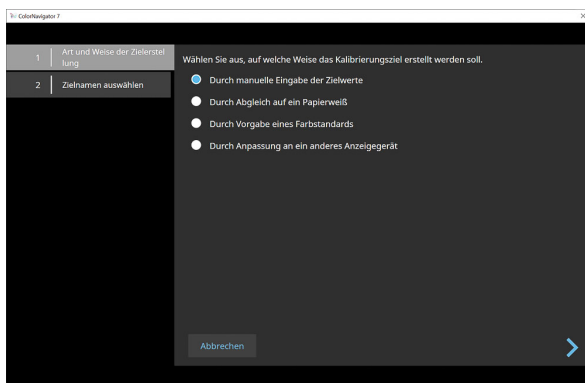 ColorNavigator 7
1
Art und Weise der Zielerstel
lung
2
Zielnamen auswählen
Wählen Sie aus, auf welche Weise das Kalibrierungsziel erstellt werden soll.
Durch manuelle Eingabe der Zielwerte
Durch Abgleich auf ein Papierweiß
Durch Vorgabe eines Farbstandards
Durch Anpassung an ein anderes Anzeigegerät
Abbrechen